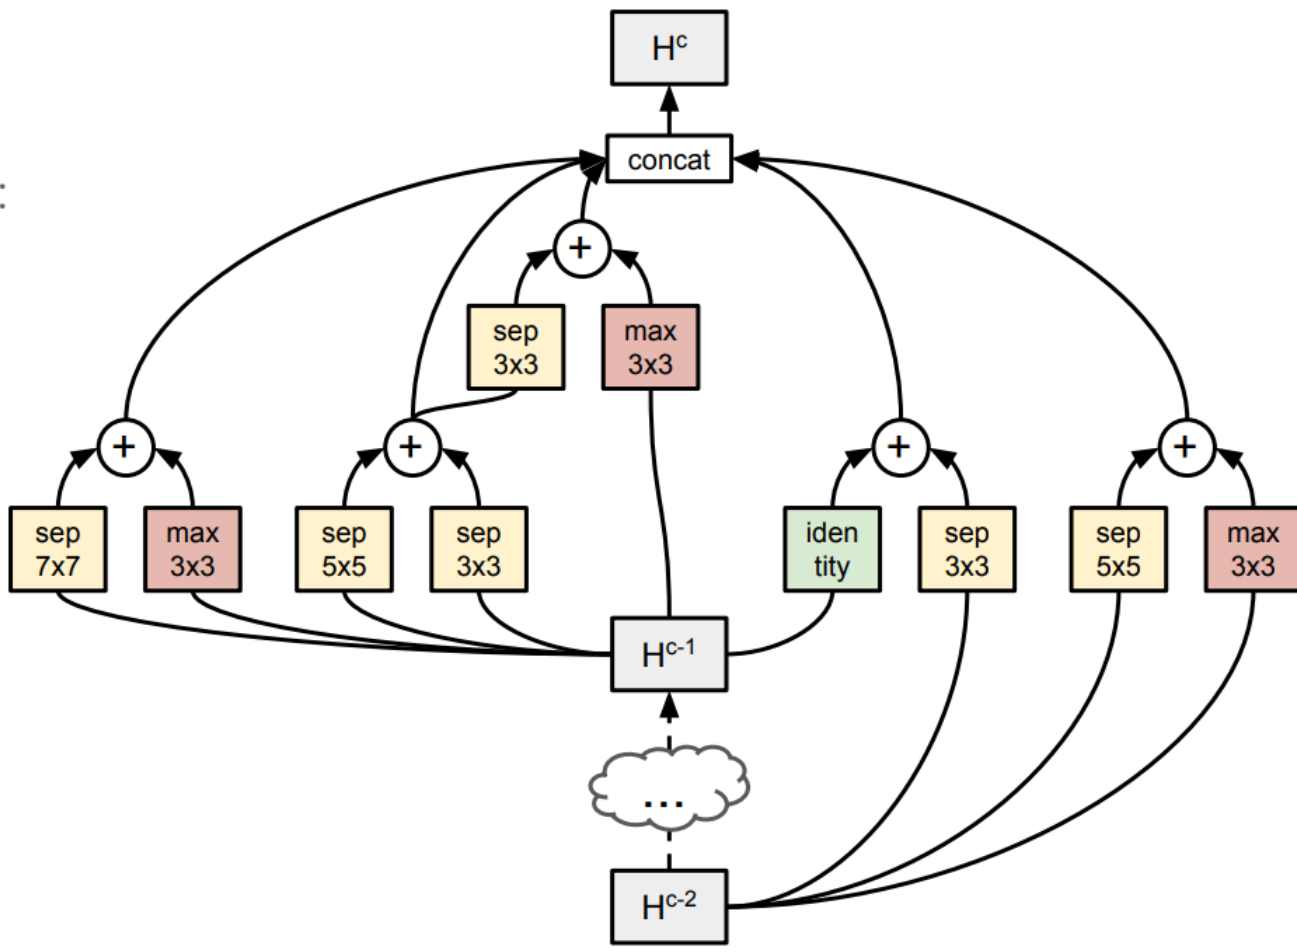 H^c
concat
:
+
sep
3x3
max
3x3
+
+
+
+
sep
7x7
max
3x3
sep
5x5
sep
3x3
iden
tity
sep
3x3
sep
5x5
max
3x3
H^c-1
...
H^c-2